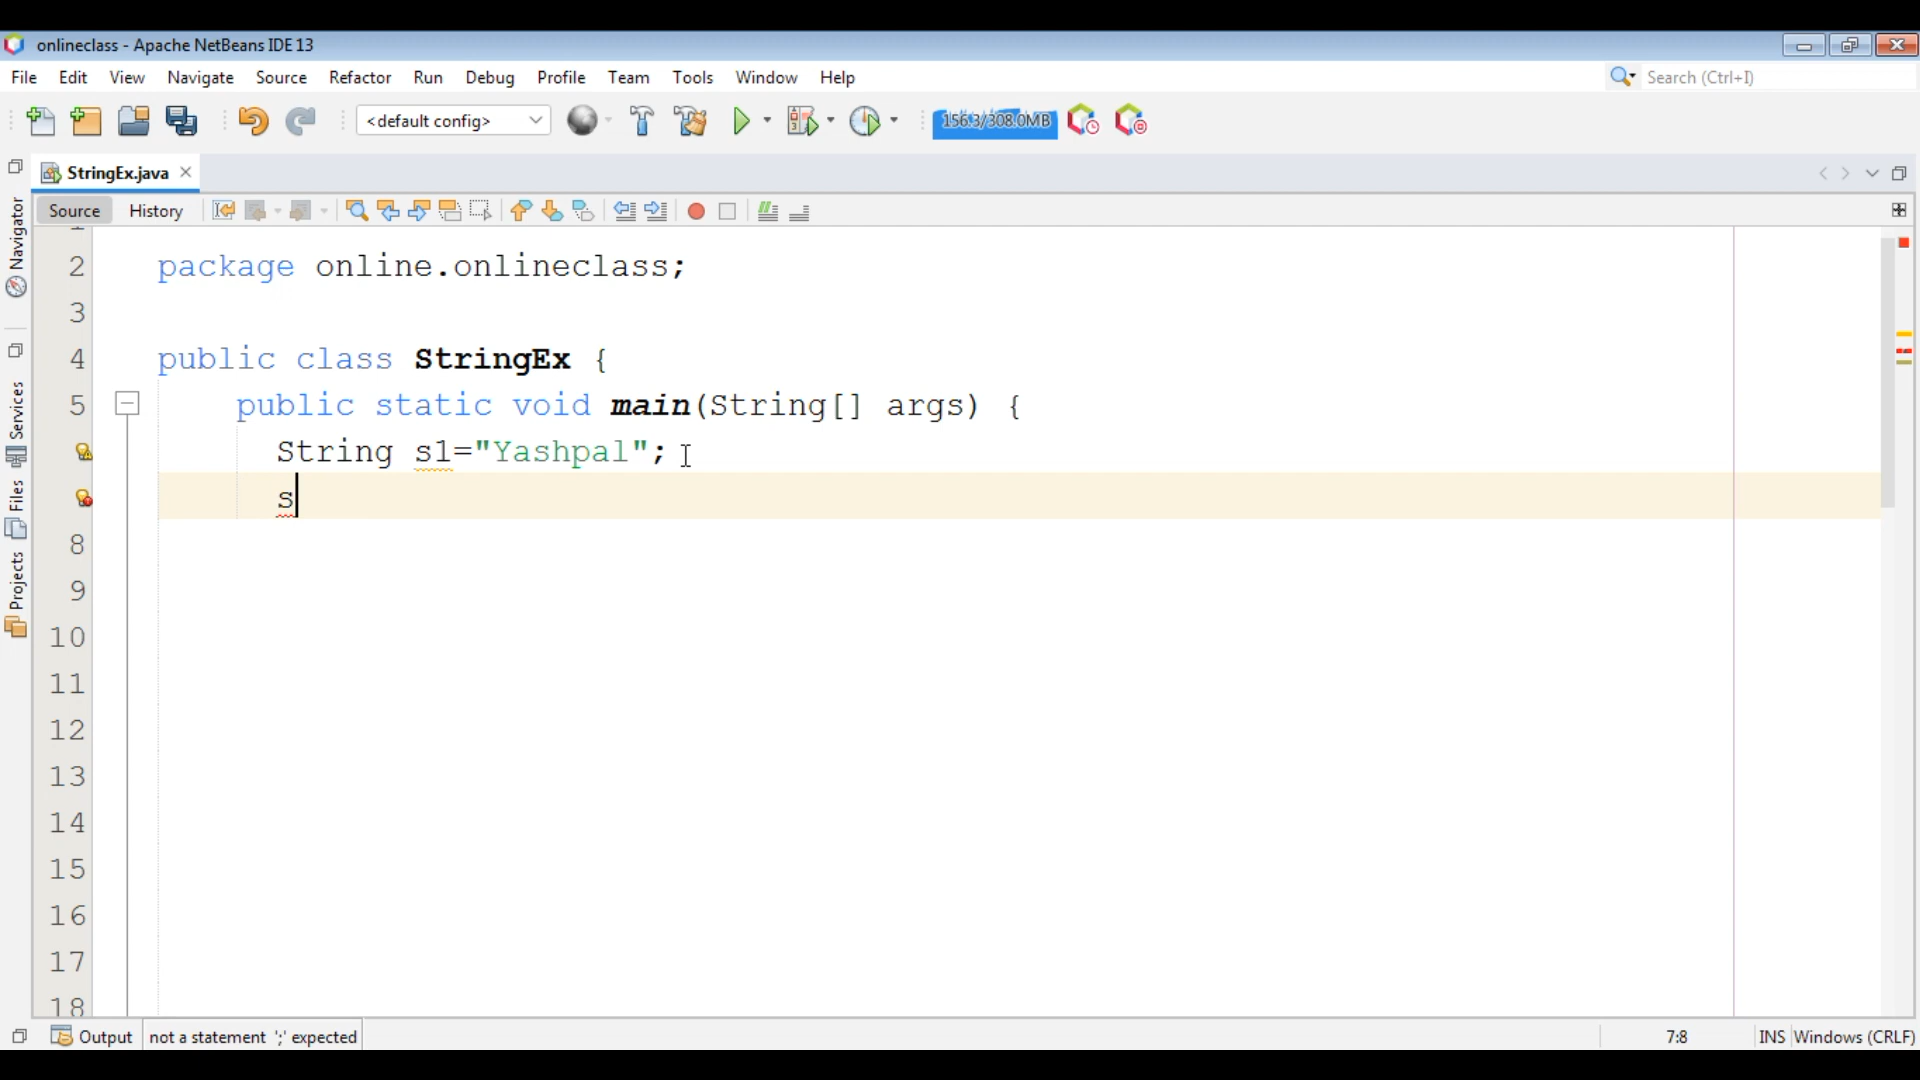 onlineclass - Apache NetBeans IDE 13
File Edit View Navigate Source Refactor Run Debug Profile Team Tools Window Help
Search (Ctrl+I)
<default config>
156.3/308.0MB
StringEx.java
Source History
Navigator
Services
Files
Projects
2 package online.onlineclass;
3
4 public class StringEx {
5 public static void main(String[] args) {
String s1="Yashpal";
s
8
9
10
11
12
13
14
15
16
17
18
Output not a statement ';' expected
7:8 INS Windows (CRLF)